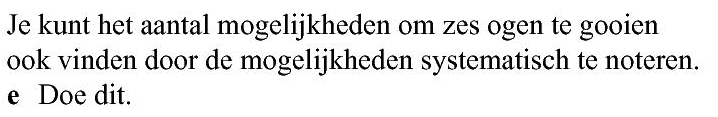 Je kunt het aantal mogelijkheden om zes ogen te gooien
ook vinden door de mogelijkheden systematisch te noteren.
e Doe dit.